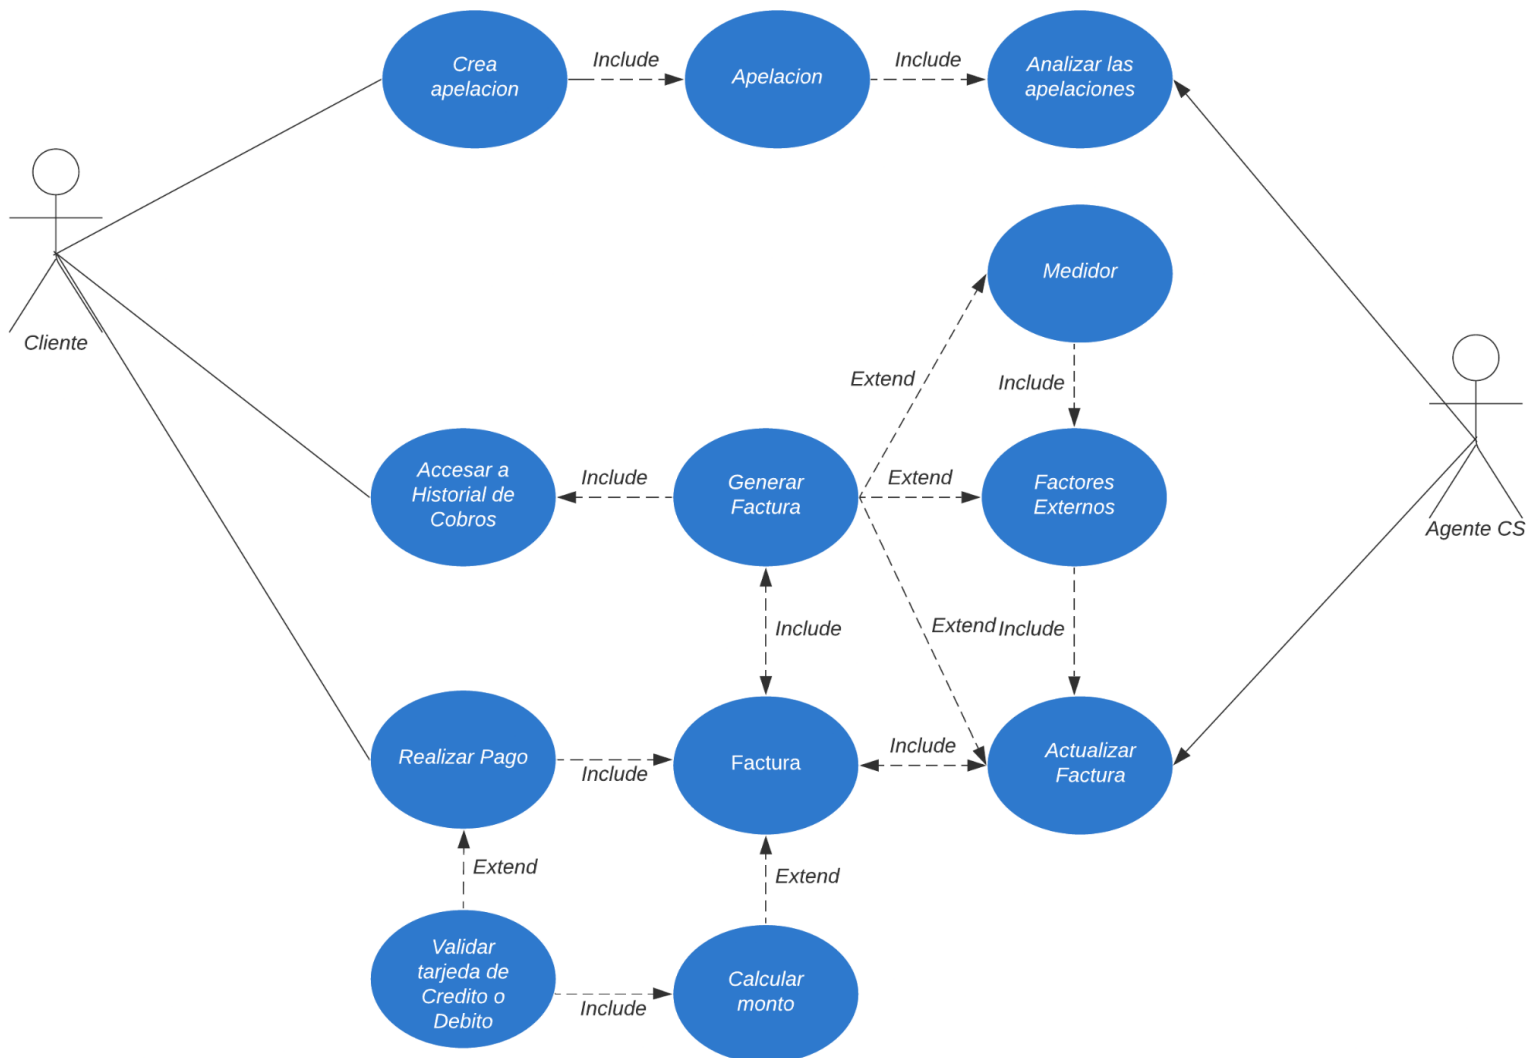 Crea
apelacion
Include
Apelacion
Include
Analizar las
apelaciones
Cliente
Medidor
Extend
Include
Agente CS
Accesar a
Historial de
Cobros
Include
Generar
Factura
Extend
Factores
Externos
Include
Extend
Include
Realizar Pago
Include
Factura
Include
Actualizar
Factura
Extend
Extend
Validar
tarjeda de
Credito o
Debito
Include
Calcular
monto